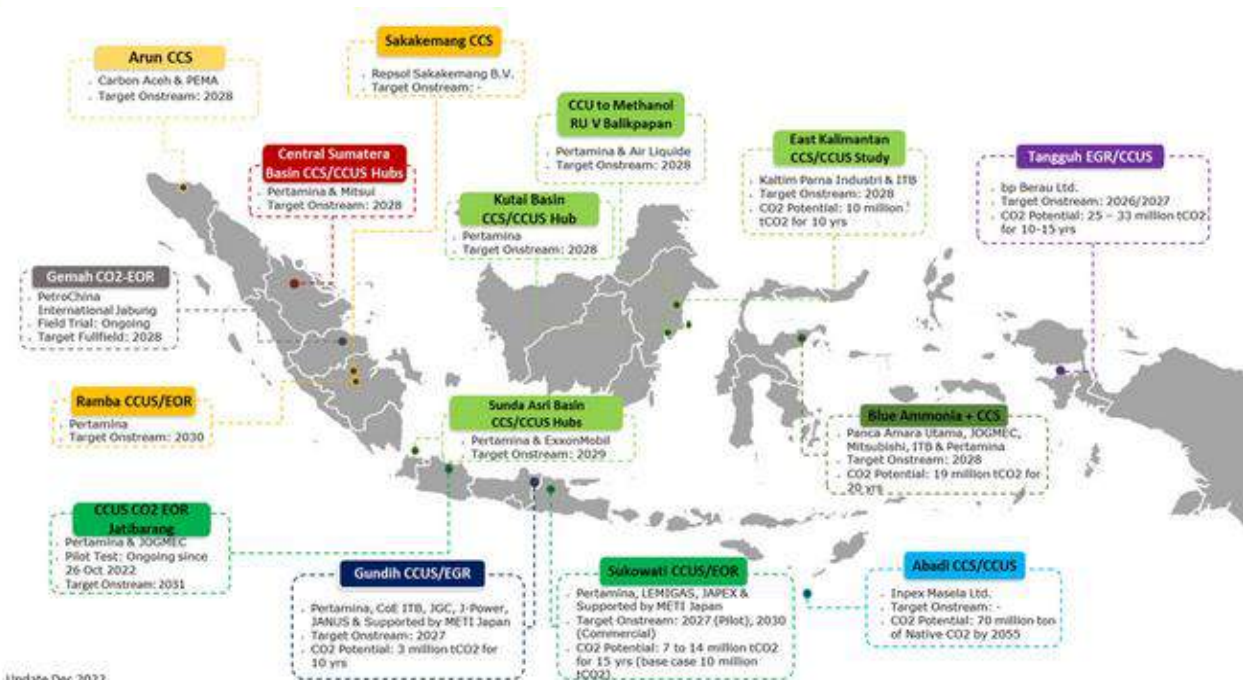 Arun CCS
Carbon Aceh & PEMA
Target Onstream: 2028
Sakakemang CCS
Repsol Sakakemang B.V.
Target Onstream: -
CCU to Methanol
RU V Balikpapan
Pertamina & Air Liquide
Target Onstream: 2028
East Kalimantan
CCS/CCUS Study
Kaltim Parna Industri & ITB
Target Onstream: 2028
CO2 Potential: 10 million
tCO2 for 10 yrs
Tangguh EGR/CCUS
bp Berau Ltd.
Target Onstream: 2026/2027
CO2 Potential: 25 – 33 million tCO2
for 10-15 yrs
Central Sumatera
Basin CCS/CCUS Hubs
Pertamina & Mitsui
Target Onstream: 2028
Kutai Basin
CCS/CCUS Hub
Pertamina
Target Onstream: 2028
Gemah CO2-EOR
PetroChina
International Jabung
Field Trial: Ongoing
Target Fullfield: 2028
Ramba CCUS/EOR
Pertamina
Target Onstream: 2030
Sunda Asri Basin
CCS/CCUS Hubs
Pertamina & ExxonMobil
Target Onstream: 2029
Blue Ammonia + CCS
Panca Amara Utama, JOGMEC,
Mitsubishi, ITB & Pertamina
Target Onstream: 2028
CO2 Potential: 19 million tCO2 for
20 yrs
CCUS CO2 EOR
Jatibarang
Pertamina & JOGMEC
Pilot Test: Ongoing since
26 Oct 2022
Target Onstream: 2031
Gundih CCUS/EGR
Pertamina, CoE ITB, JGC, J-Power,
JANUS & Supported by METI Japan
Target Onstream: 2027
CO2 Potential: 3 million tCO2 for
10 yrs
Sukowati CCUS/EOR
Pertamina, LEMIGAS, JAPEX &
Supported by METI Japan
Target Onstream: 2027 (Pilot), 2030
(Commercial)
CO2 Potential: 7 to 14 million tCO2
for 15 yrs (base case 10 million
tCO2)
Abadi CCS/CCUS
Inpex Masela Ltd.
Target Onstream: -
CO2 Potential: 70 million ton
of Native CO2 by 2055
Update Dec 2022